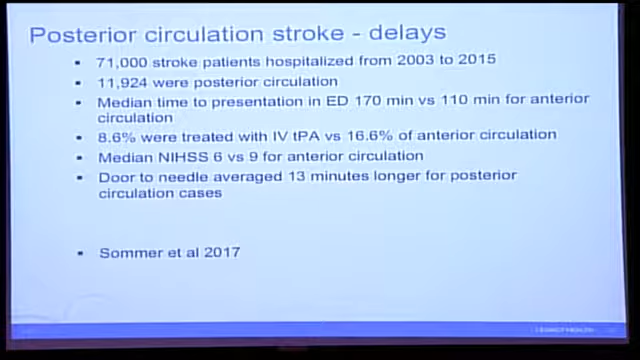 Posterior circulation stroke - delays
71,000 stroke patients hospitalized from 2003 to 2015
11,924 were posterior circulation
Median time to presentation in ED 170 min vs 110 min for anterior
circulation
8.6% were treated with IV tPA vs 16.6% of anterior circulation
Median NIHSS 6 vs 9 for anterior circulation
Door to needle averaged 13 minutes longer for posterior
circulation cases
Sommer et al 2017
LEGACY HEALTH